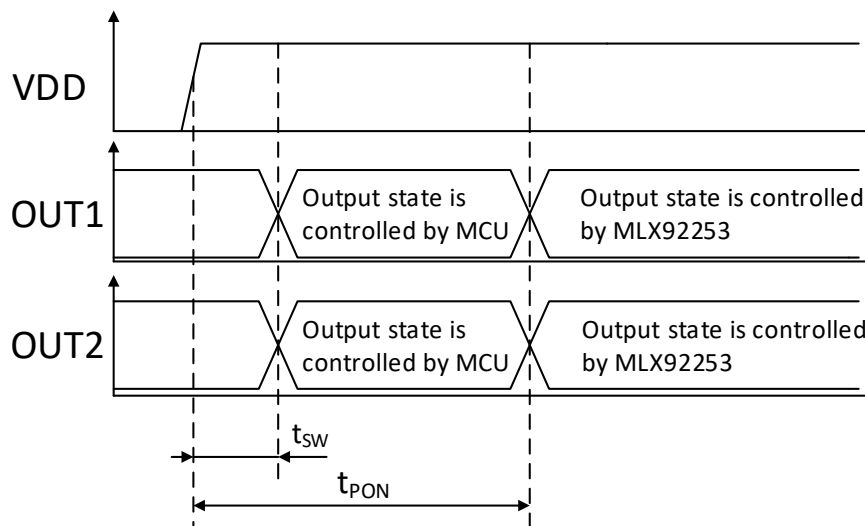 VDD
OUT1
Output state is
controlled by MCU
Output state is controlled
by MLX92253
OUT2
Output state is
controlled by MCU
Output state is controlled
by MLX92253
tSW
tPON